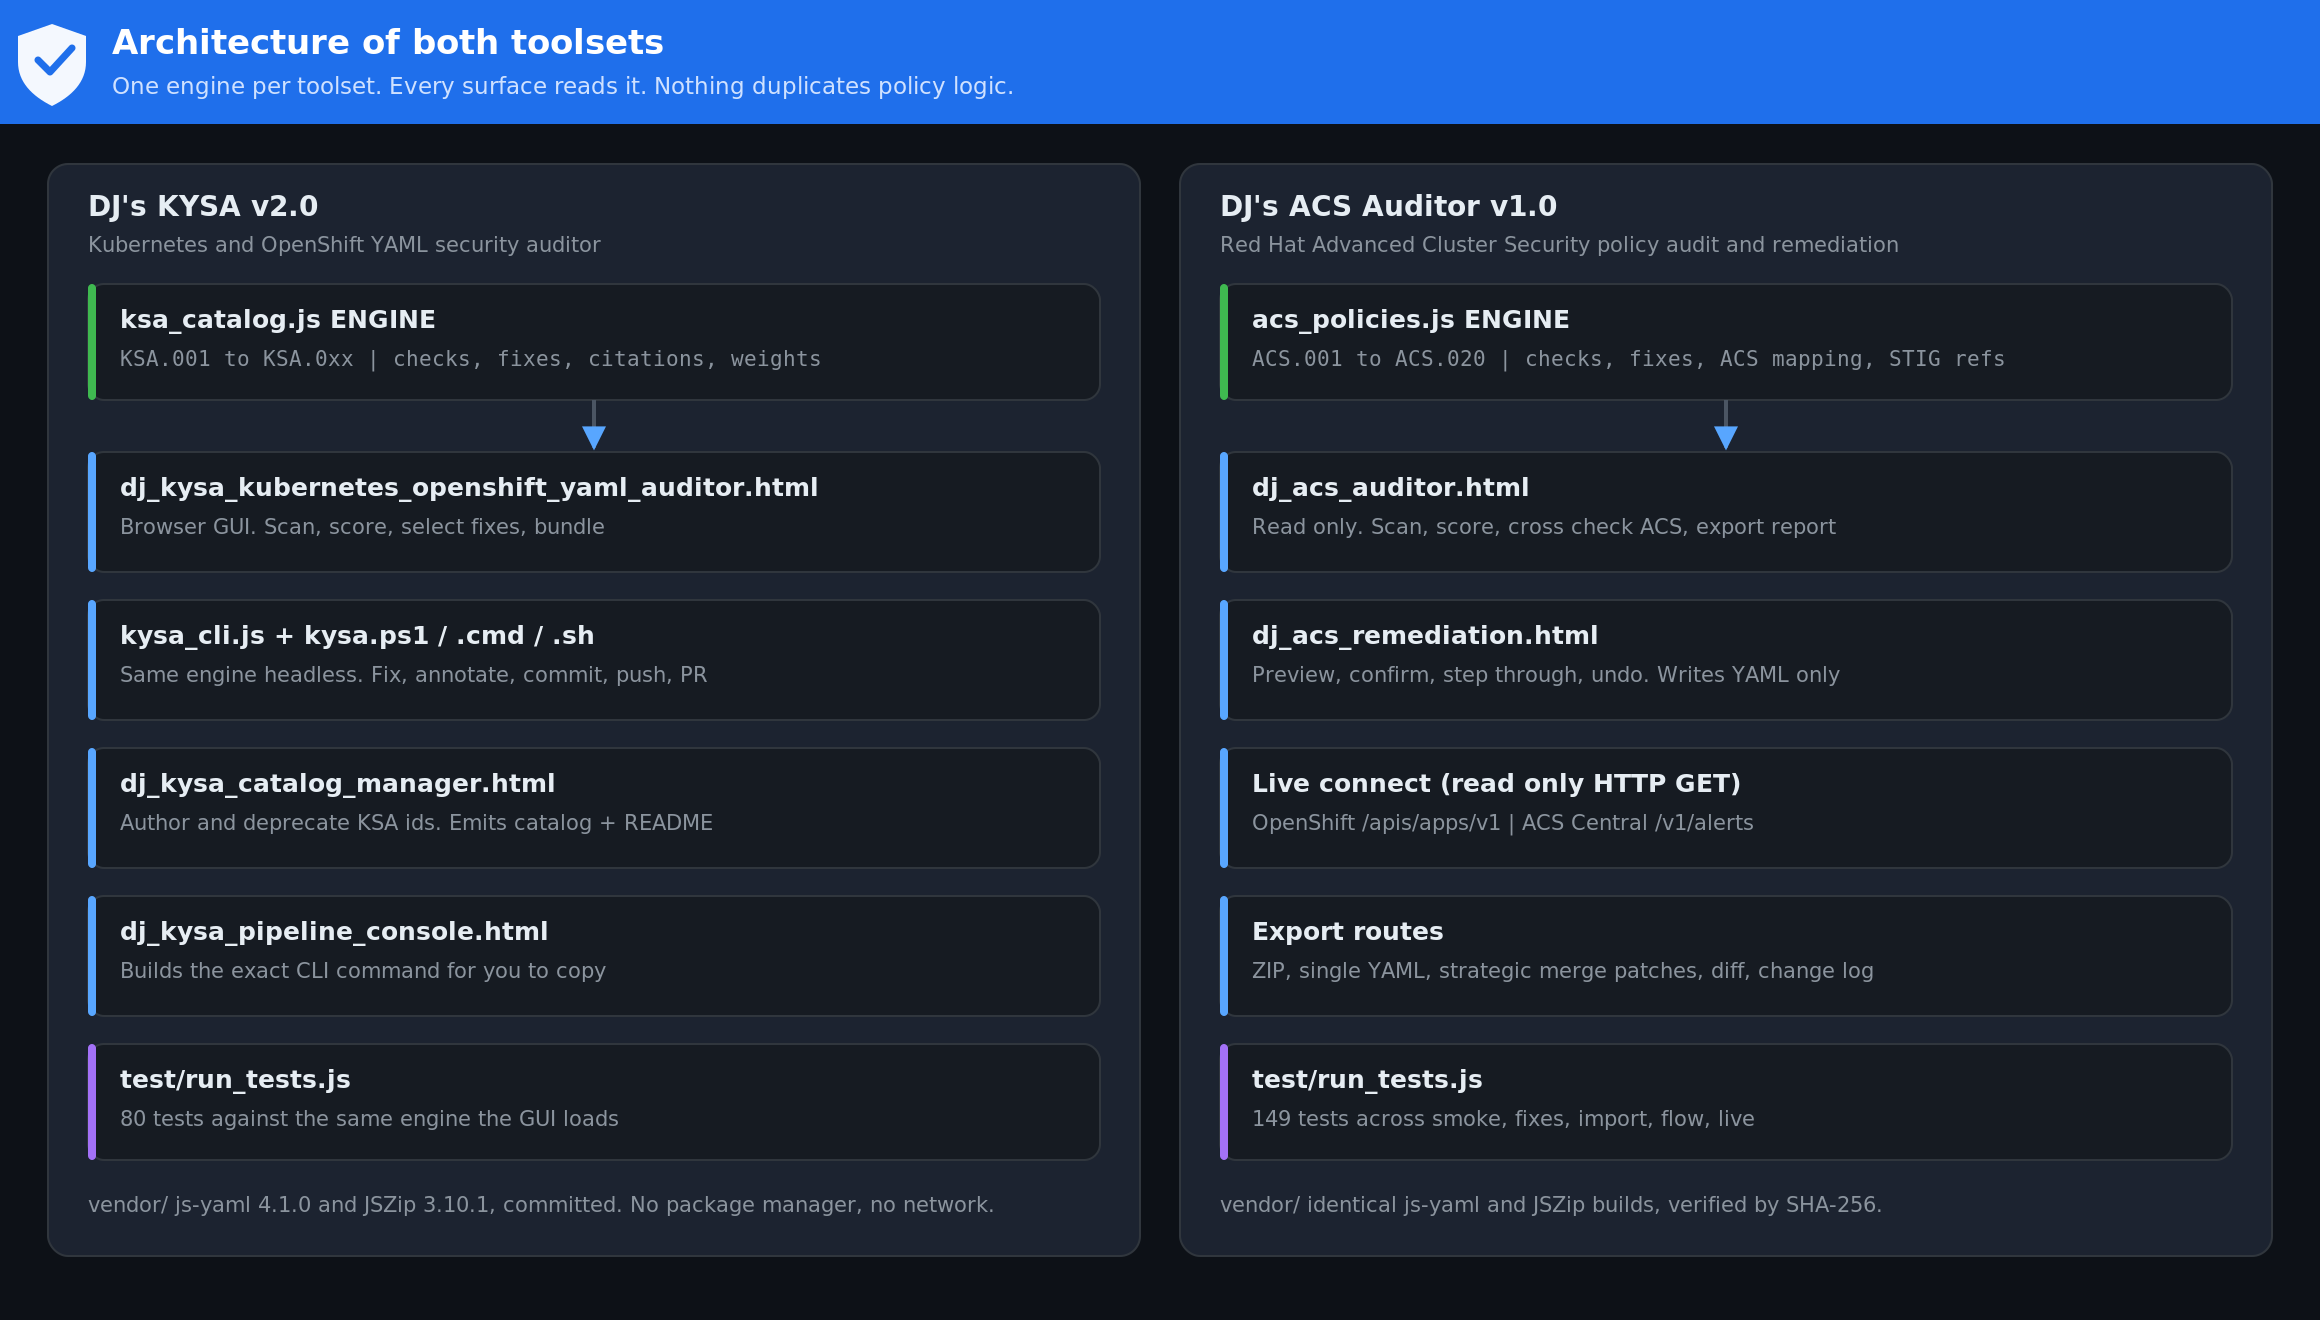 Architecture of both toolsets
One engine per toolset. Every surface reads it. Nothing duplicates policy logic.
DJ's KYSA v2.0
Kubernetes and OpenShift YAML security auditor
ksa_catalog.js ENGINE
KSA.001 to KSA.0xx | checks, fixes, citations, weights
dj_kysa_kubernetes_openshift_yaml_auditor.html
Browser GUI. Scan, score, select fixes, bundle
kysa_cli.js + kysa.ps1 / .cmd / .sh
Same engine headless. Fix, annotate, commit, push, PR
dj_kysa_catalog_manager.html
Author and deprecate KSA ids. Emits catalog + README
dj_kysa_pipeline_console.html
Builds the exact CLI command for you to copy
test/run_tests.js
80 tests against the same engine the GUI loads
vendor/ js-yaml 4.1.0 and JSZip 3.10.1, committed. No package manager, no network.
DJ's ACS Auditor v1.0
Red Hat Advanced Cluster Security policy audit and remediation
acs_policies.js ENGINE
ACS.001 to ACS.020 | checks, fixes, ACS mapping, STIG refs
dj_acs_auditor.html
Read only. Scan, score, cross check ACS, export report
dj_acs_remediation.html
Preview, confirm, step through, undo. Writes YAML only
Live connect (read only HTTP GET)
OpenShift /apis/apps/v1 | ACS Central /v1/alerts
Export routes
ZIP, single YAML, strategic merge patches, diff, change log
test/run_tests.js
149 tests across smoke, fixes, import, flow, live
vendor/ identical js-yaml and JSZip builds, verified by SHA-256.